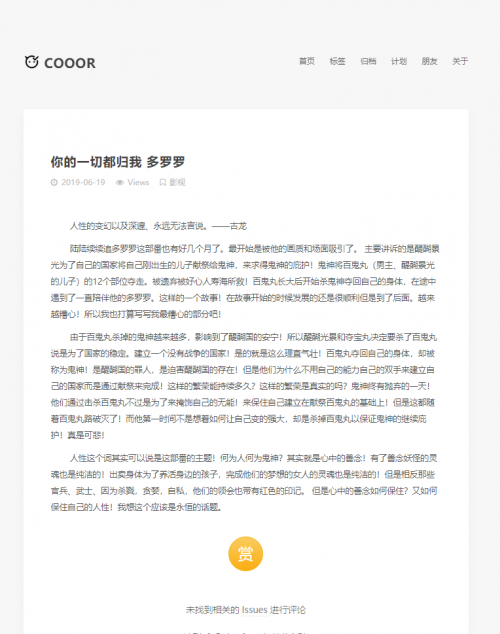 COOOR
首页 标签 归档 计划 朋友 关于
你的一切都归我 多罗罗
2019-06-19 Views 影视
人性的变幻以及深邃、永远无法言说。——古龙
陆陆续续追多罗罗这部番也有好几个月了。最开始是被他的画质和场面吸引了。 主要讲诉的是醍醐景
光为了自己的国家将自己刚出生的儿子献祭给鬼神，来求得鬼神的庇护！鬼神将百鬼丸（男主、醍醐景光
的儿子）的12个部位夺走。被遗弃被好心人寿海所救！百鬼丸长大后开始杀鬼神夺回自己的身体，在途中
遇到了一直陪伴他的多罗罗。这样的一个故事！在故事开始的时候发展的还是很顺利但是到了后面。越来
越糟心！所以我也打算写写我最糟心的部分吧！
由于百鬼丸杀掉的鬼神越来越多，影响到了醍醐国的安宁！所以醍醐光景和夺宝丸决定要杀了百鬼丸
说是为了国家的稳定。建立一个没有战争的国家！是的就是这么理直气壮！百鬼丸夺回自己的身体，却被
称为鬼神！是醍醐国的罪人，是迫害醍醐国的存在！但是他们为什么不用自己的能力自己的双手来建立自
己的国家而是通过献祭来完成！这样的繁荣能持续多久？这样的繁荣是真实的吗？鬼神终有抛弃的一天！
他们通过击杀百鬼丸不过是为了来掩饰自己的无能！来保住自己建立在献祭百鬼丸的基础上！但是这都随
着百鬼丸路破灭了！而他第一时间不是想着如何让自己变的强大，却是杀掉百鬼丸以保证鬼神的继续庇
护！真是可悲！
人性这个词其实可以说是这部番的主题！何为人何为鬼神？其实就是心中的善念！有了善念妖怪的灵
魂也是纯洁的！出卖身体为了养活身边的孩子，完成他们的梦想的女人的灵魂也是纯洁的！但是相反那些
官兵、武士、因为杀戮，贪婪，自私，他们的领会也带有红色的印记。 但是心中的善念如何保住？又如何
保住自己的人性！我想这个应该是永恒的话题。
赏
未找到相关的 Issues 进行评论